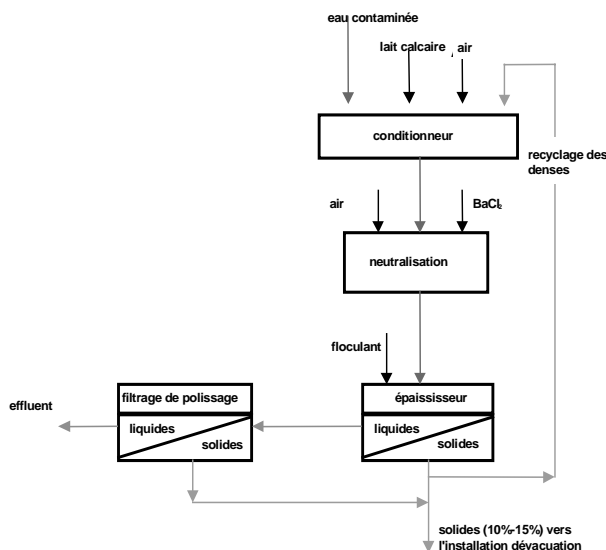 eau contaminée
lait calcaire , air
conditionneur
recyclage des
denses
air
BaCl₂
neutralisation
floculant
filtrage de polissage
épaississeur
effluent
liquides
solides
liquides
solides
solides (10%-15%) vers
l'installation dévacuation